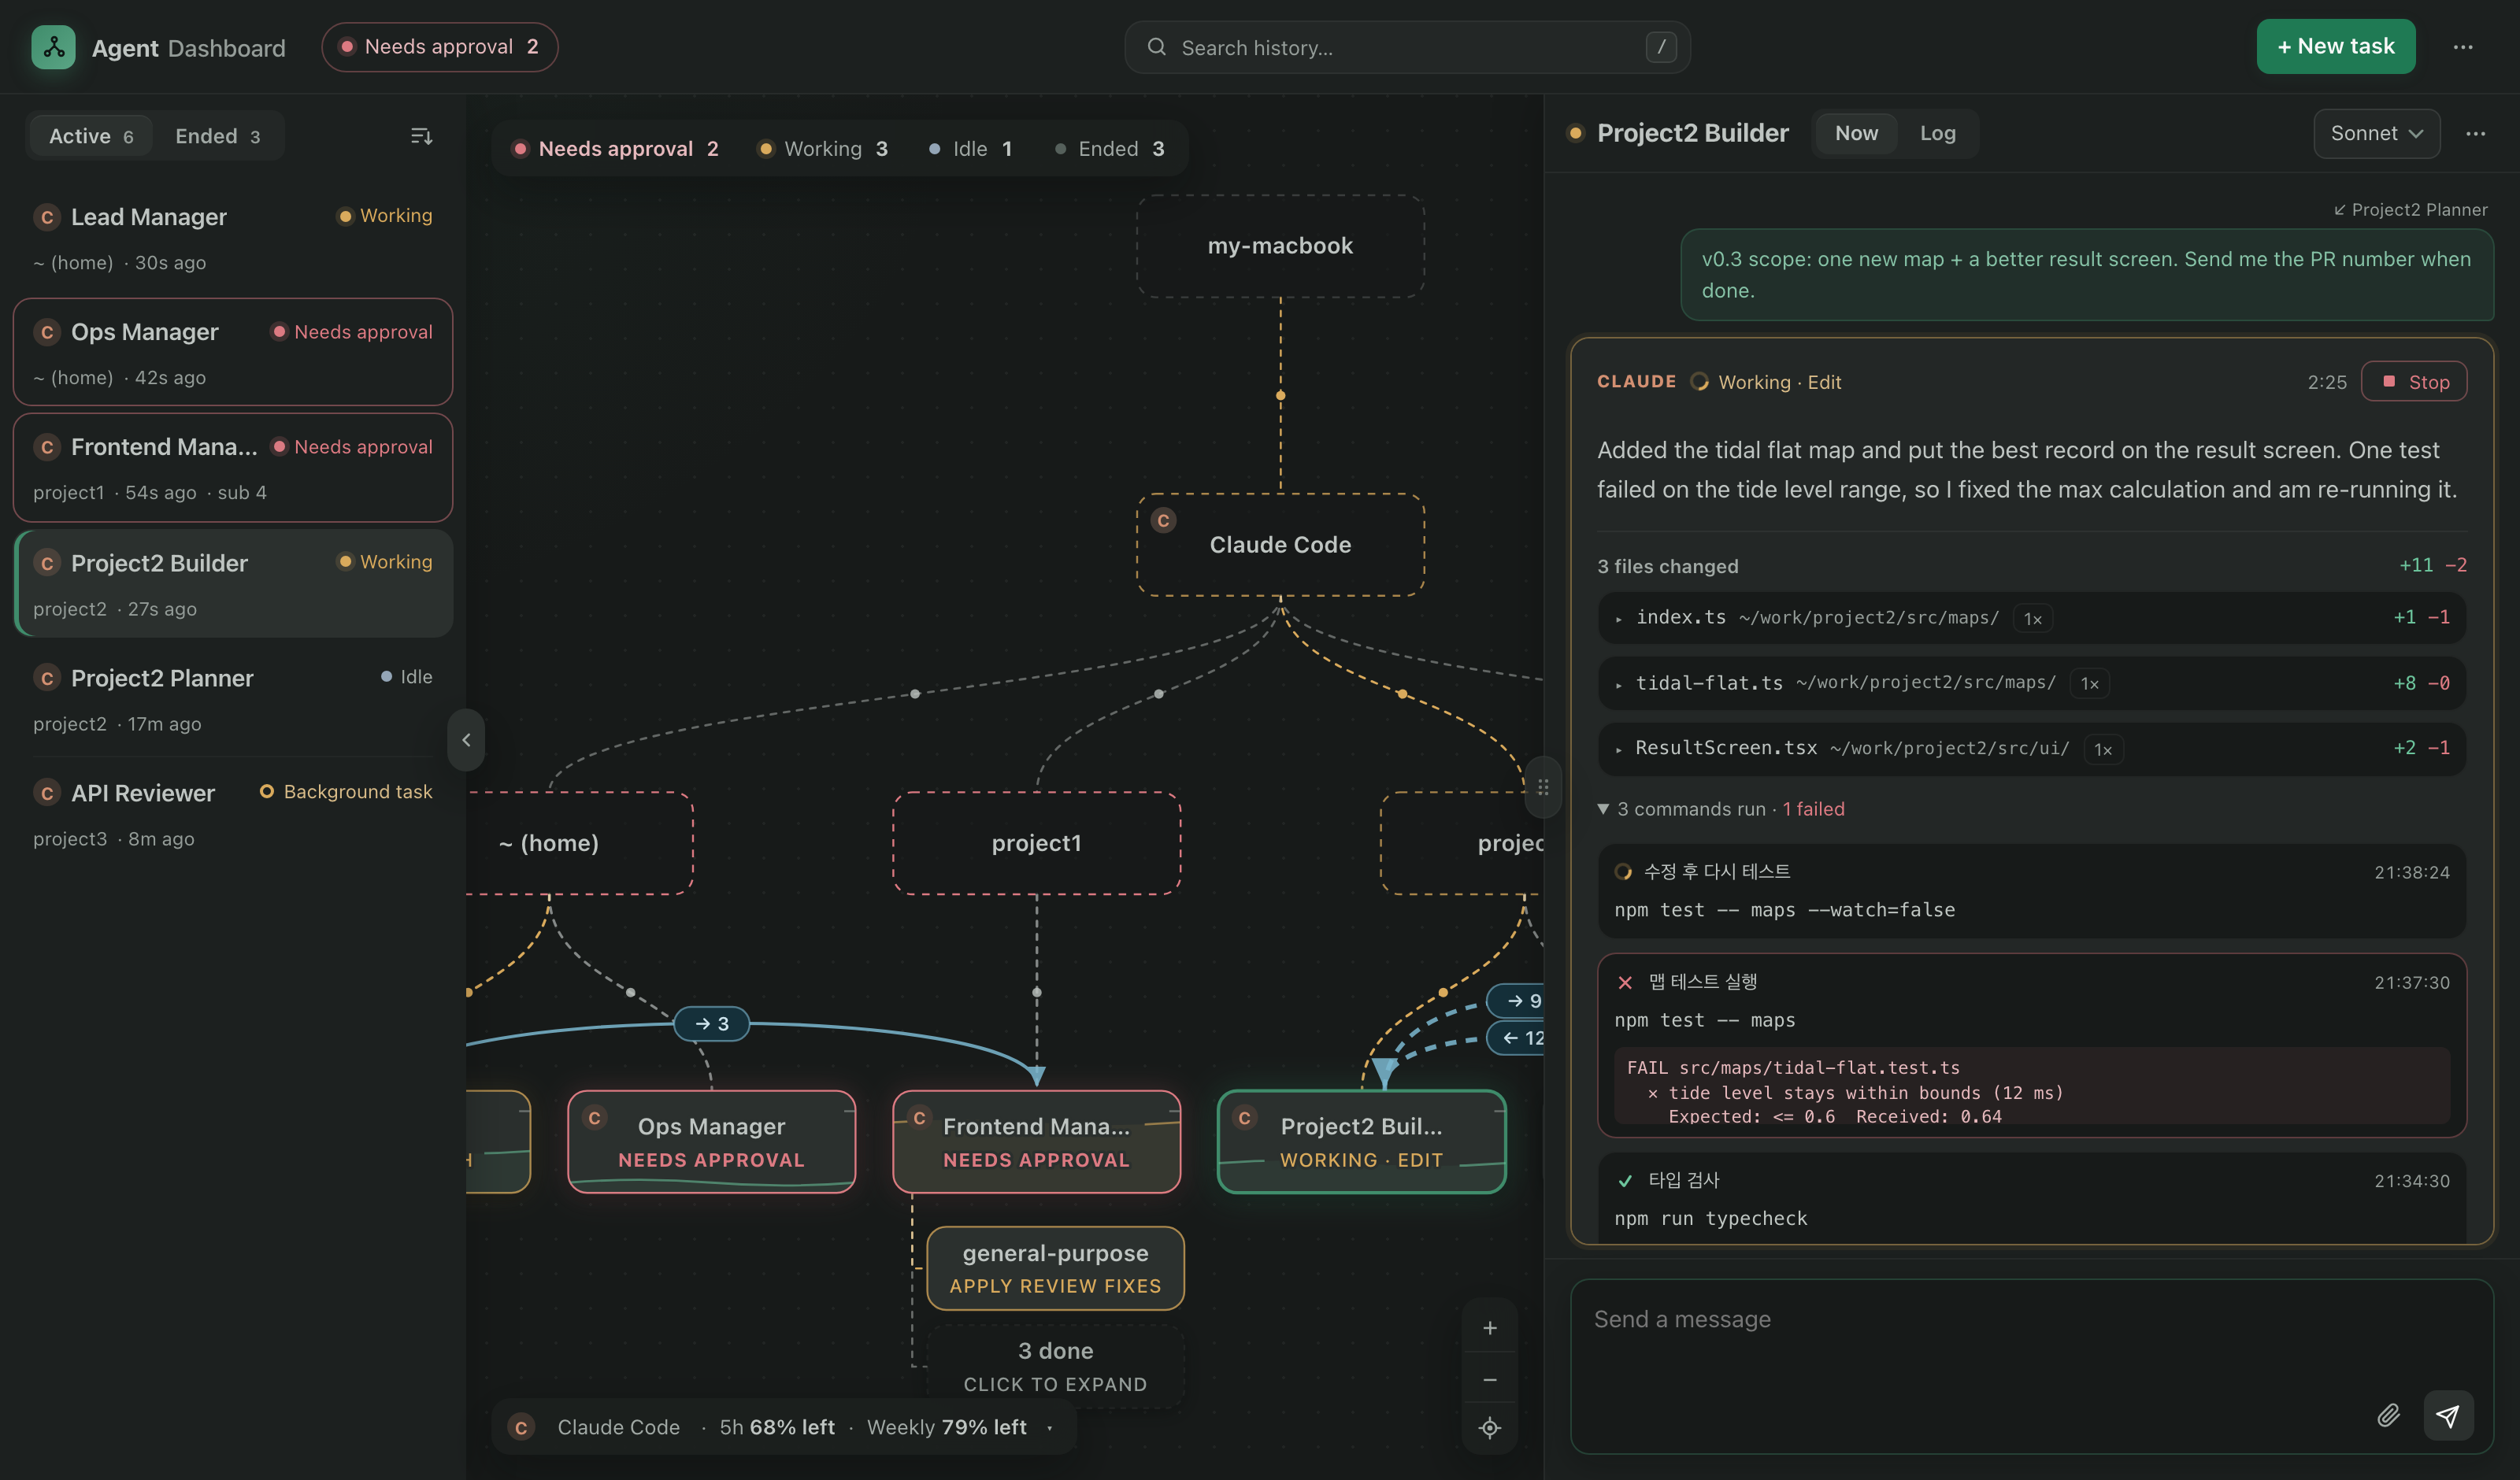 Agent Dashboard
Needs approval 2
Search history...
/
+ New task
Active 6
Ended 3
C Lead Manager
Working
~ (home) · 30s ago
C Ops Manager
Needs approval
~ (home) · 42s ago
C Frontend Mana...
Needs approval
project1 · 54s ago · sub 4
C Project2 Builder
Working
project2 · 27s ago
C Project2 Planner
Idle
project2 · 17m ago
C API Reviewer
Background task
project3 · 8m ago
Needs approval 2
Working 3
Idle 1
Ended 3
my-macbook
C
Claude Code
~ (home)
project1
projec
→ 3
→ 9
← 12
C
Ops Manager
NEEDS APPROVAL
C
Frontend Mana...
NEEDS APPROVAL
C
Project2 Buil...
WORKING · EDIT
general-purpose
APPLY REVIEW FIXES
3 done
CLICK TO EXPAND
C Claude Code · 5h 68% left · Weekly 79% left
+
−
Project2 Builder
Now
Log
Sonnet
↙ Project2 Planner
v0.3 scope: one new map + a better result screen. Send me the PR number when
done.
CLAUDE
Working · Edit
2:25
Stop
Added the tidal flat map and put the best record on the result screen. One test
failed on the tide level range, so I fixed the max calculation and am re-running it.
3 files changed
+11 −2
▸ index.ts ~/work/project2/src/maps/ 1×
+1 −1
▸ tidal-flat.ts ~/work/project2/src/maps/ 1×
+8 −0
▸ ResultScreen.tsx ~/work/project2/src/ui/ 1×
+2 −1
▼ 3 commands run · 1 failed
수정 후 다시 테스트
21:38:24
npm test -- maps --watch=false
✕ 맵 테스트 실행
21:37:30
npm test -- maps
FAIL src/maps/tidal-flat.test.ts
× tide level stays within bounds (12 ms)
Expected: <= 0.6 Received: 0.64
✓ 타입 검사
21:34:30
npm run typecheck
Send a message